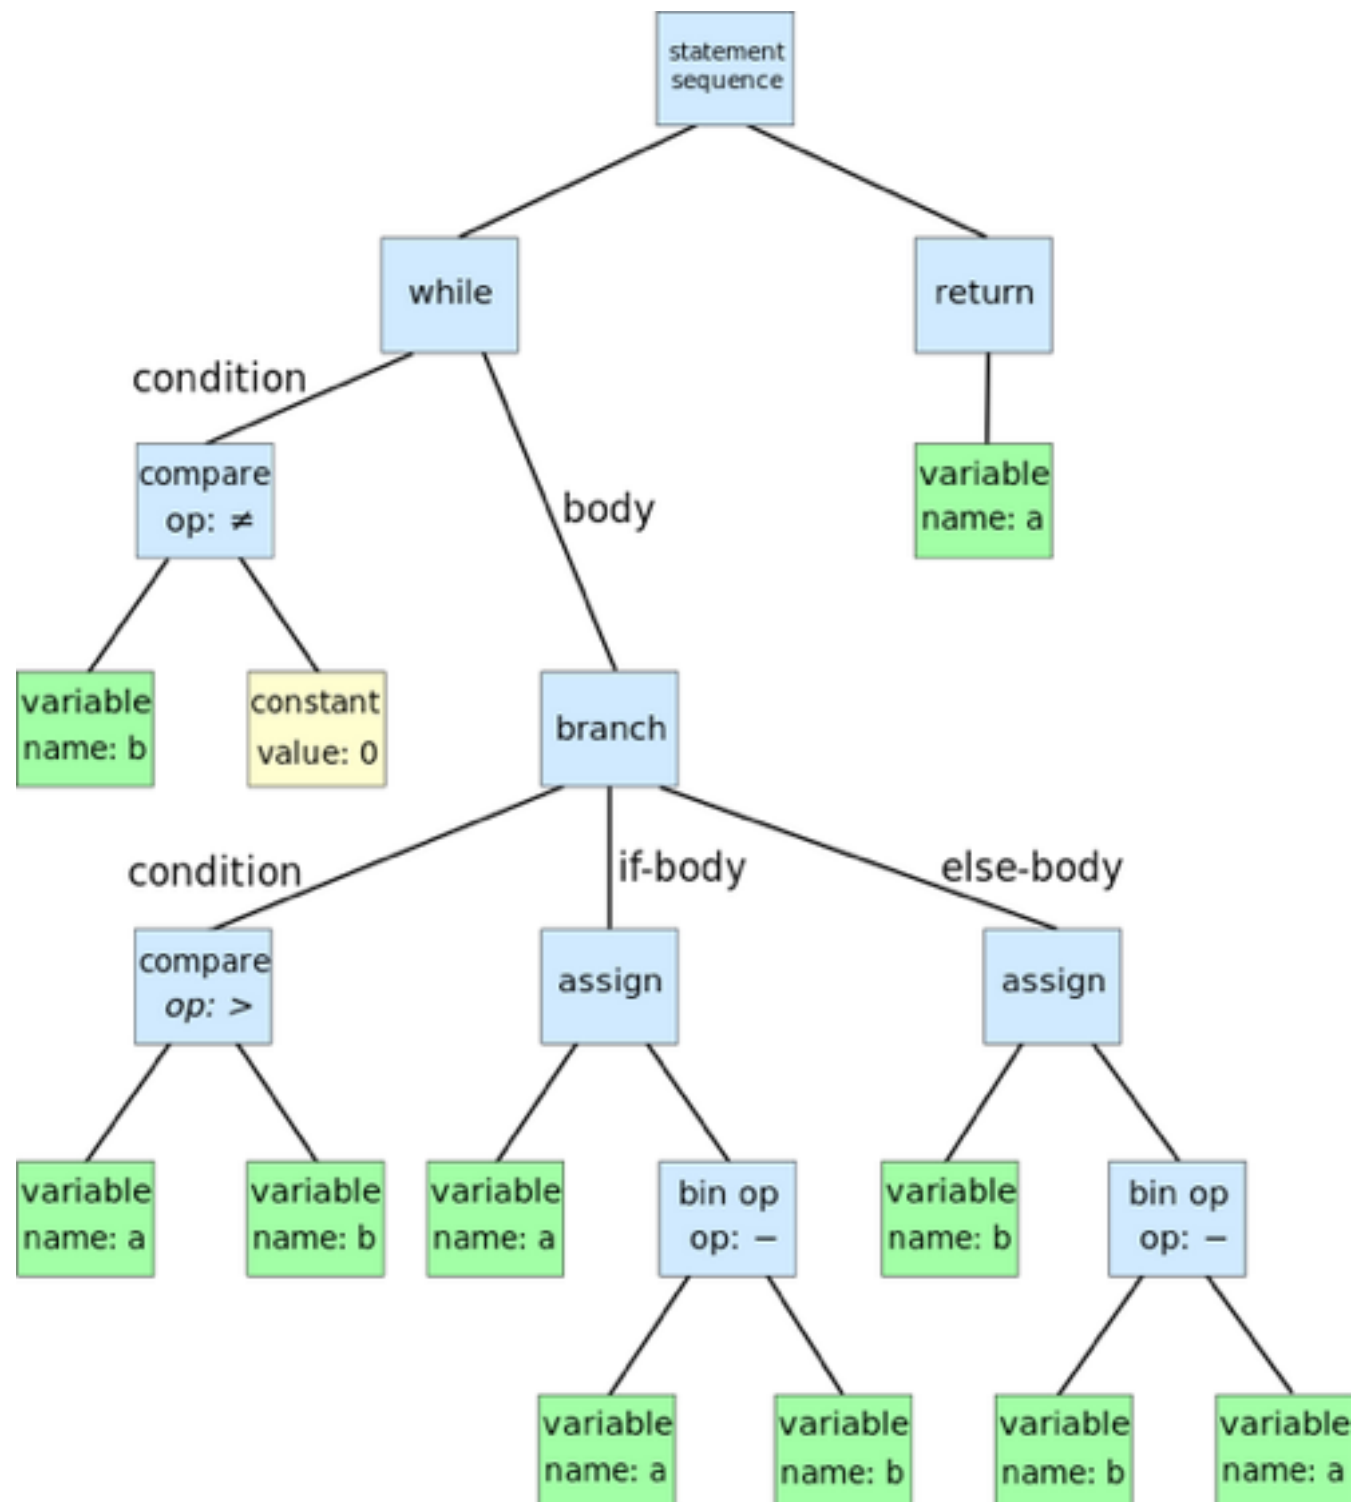 statement
sequence
while
return
condition
compare
op: ≠
body
variable
name: a
variable
name: b
constant
value: 0
branch
condition
if-body
else-body
compare
op: >
assign
assign
variable
name: a
variable
name: b
variable
name: a
bin op
op: −
variable
name: b
bin op
op: −
variable
name: a
variable
name: b
variable
name: b
variable
name: a